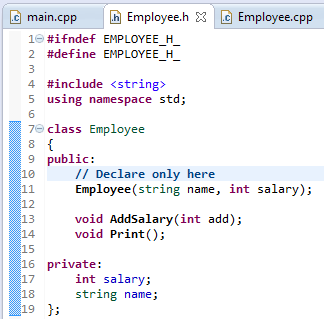 main.cpp Employee.h Employee.cpp
1 #ifndef EMPLOYEE_H_
2 #define EMPLOYEE_H_
3
4 #include <string>
5 using namespace std;
6
7 class Employee
8 {
9 public:
10 // Declare only here
11 Employee(string name, int salary);
12
13 void AddSalary(int add);
14 void Print();
15
16 private:
17 int salary;
18 string name;
19 };